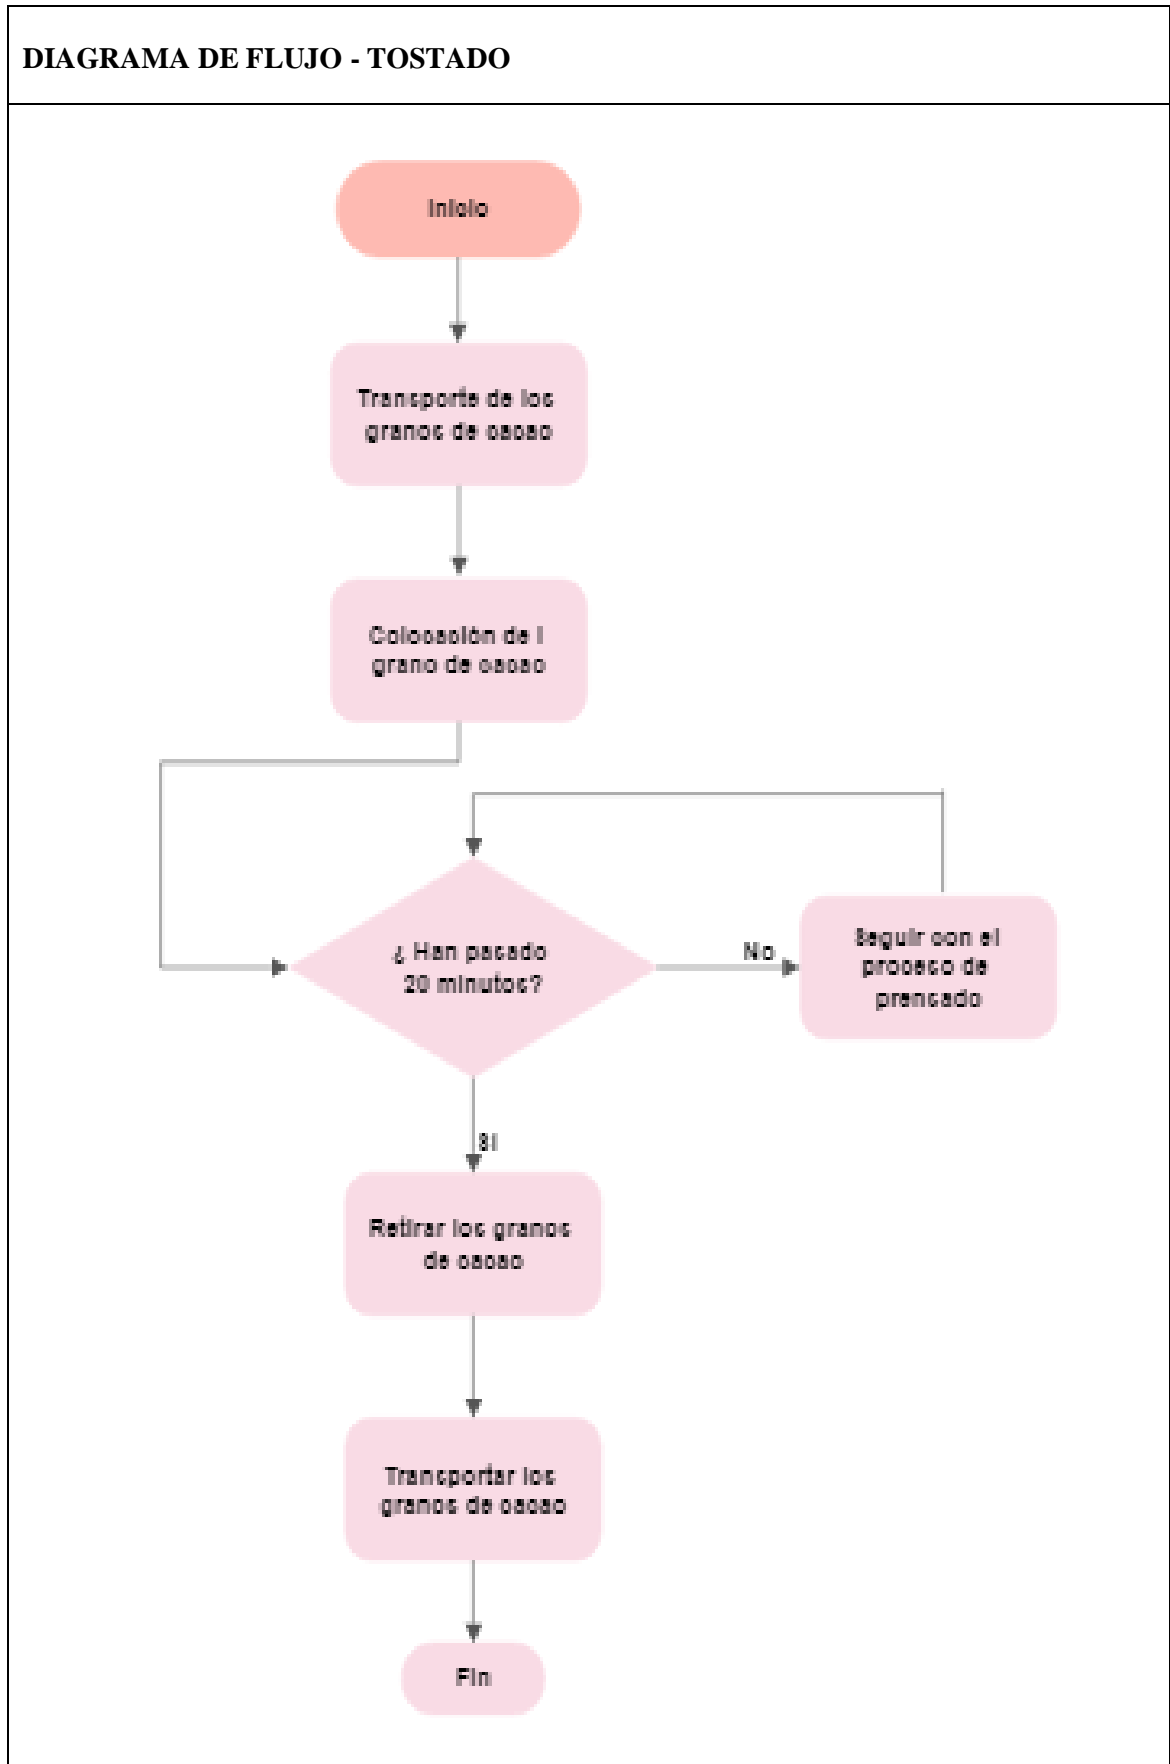 DIAGRAMA DE FLUJO - TOSTADO
Inicio
Transporte de los
granos de cacao
Colocación de l
grano de cacao
¿ Han pasado
20 minutos?
No
Seguir con el
proceso de
prensado
Si
Retirar los granos
de cacao
Transportar los
granos de cacao
Fin